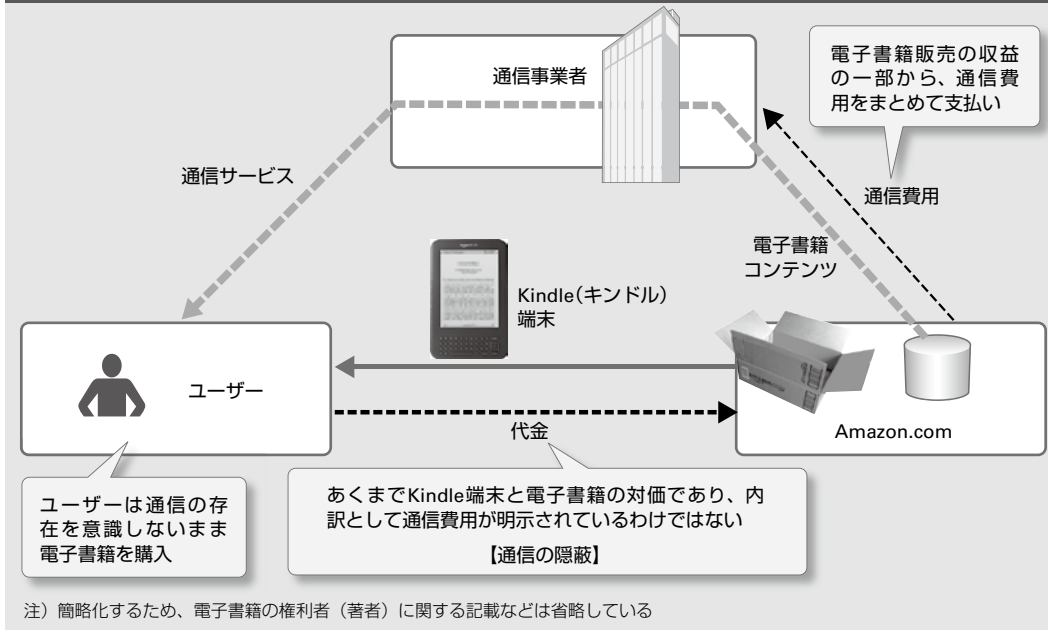 通信事業者
電子書籍販売の収益
の一部から、通信費
用をまとめて支払い
通信サービス
通信費用
電子書籍
コンテンツ
Kindle（キンドル）
端末
ユーザー
代金
Amazon.com
ユーザーは通信の存
在を意識しないまま
電子書籍を購入
あくまでKindle端末と電子書籍の対価であり、内
訳として通信費用が明示されているわけではない
【通信の隠蔽】
注）簡略化するため、電子書籍の権利者（著者）に関する記載などは省略している